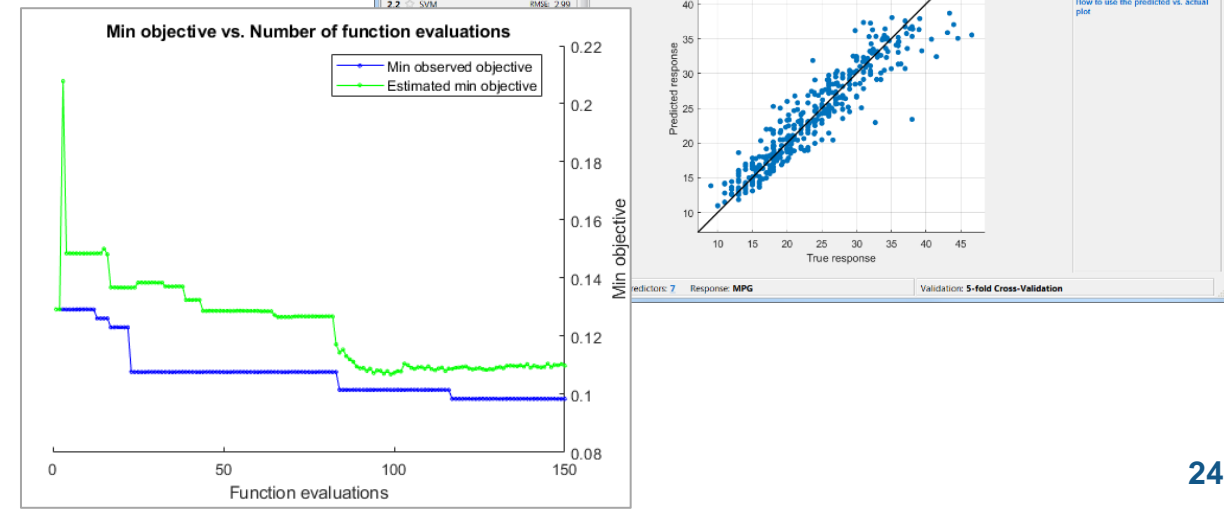 2.2 ☆ SVM RMSE: 2.99
Min objective vs. Number of function evaluations
Min observed objective
Estimated min objective
0.22
0.2
0.18
0.16
0.14
0.12
0.1
0.08
Min objective
0 50 100 150
Function evaluations
40
35
30
25
20
15
10
Predicted response
10 15 20 25 30 35 40 45
True response
How to use the predicted vs. actual
plot
redictors: 7 Response: MPG Validation: 5-fold Cross-Validation
24